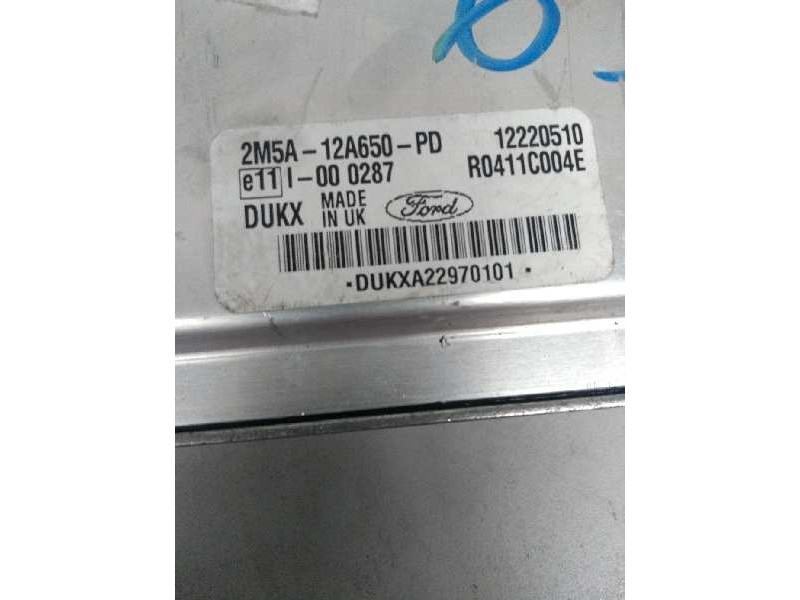 2M5A-12A650-PD 12220510
e11 I-00 0287 R0411C004E
DUKX MADE IN UK Ford
·DUKXA22970101·